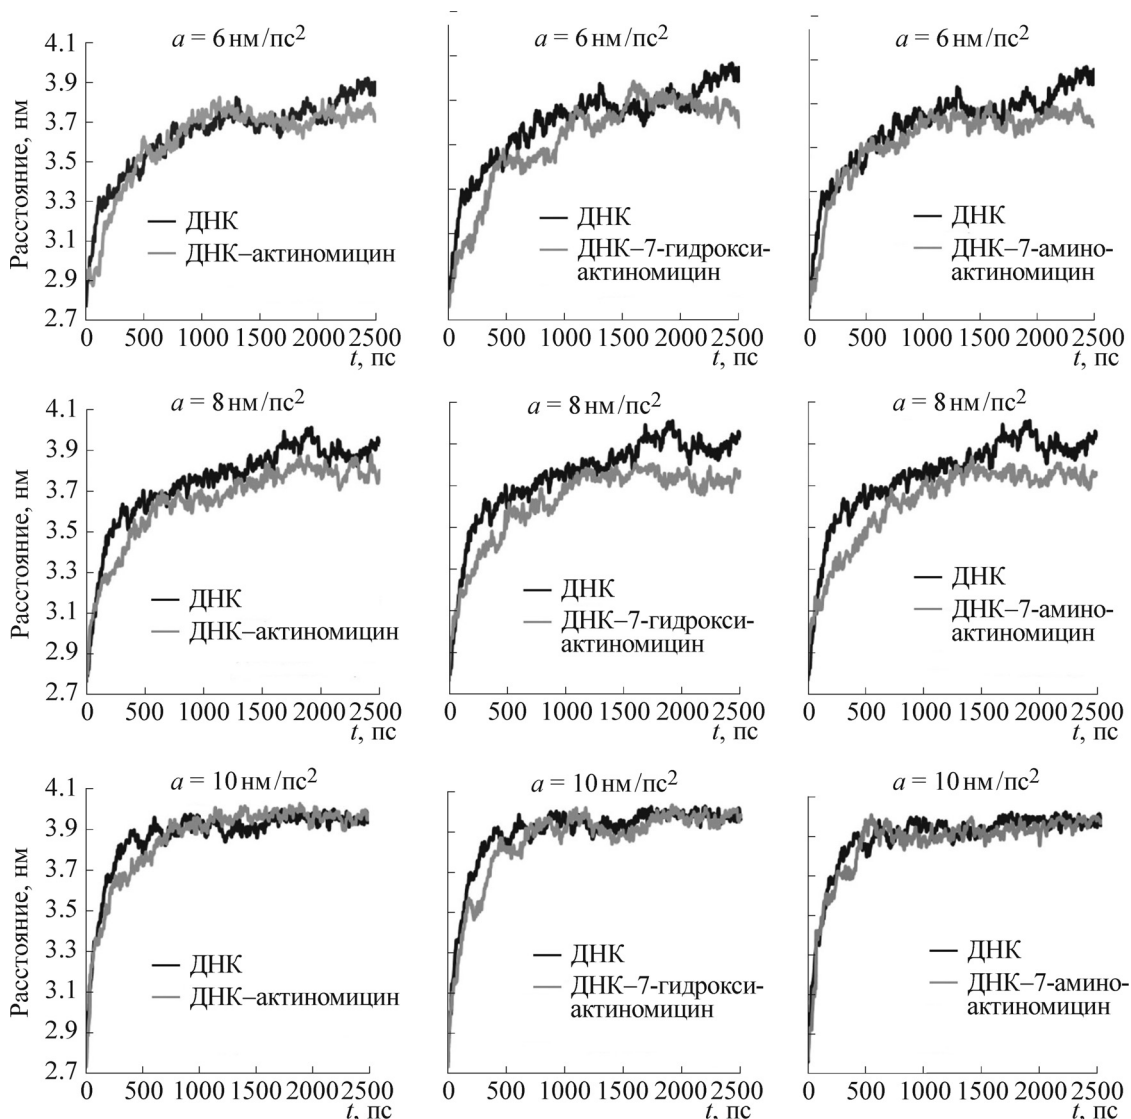 a = 6 нм/пс2
a = 6 нм/пс2
a = 6 нм/пс2
Расстояние, нм
4.1
3.9
3.7
3.5
3.3
3.1
2.9
2.7
ДНК
ДНК–актиномицин
ДНК
ДНК–7-гидрокси-
актиномицин
ДНК
ДНК–7-амино-
актиномицин
0 500 1000 1500 2000 2500
t, пс
0 500 1000 1500 2000 2500
t, пс
0 500 1000 1500 2000 2500
t, пс
a = 8 нм/пс2
a = 8 нм/пс2
a = 8 нм/пс2
Расстояние, нм
4.1
3.9
3.7
3.5
3.3
3.1
2.9
2.7
ДНК
ДНК–актиномицин
ДНК
ДНК–7-гидрокси-
актиномицин
ДНК
ДНК–7-амино-
актиномицин
0 500 1000 1500 2000 2500
t, пс
0 500 1000 1500 2000 2500
t, пс
0 500 1000 1500 2000 2500
t, пс
a = 10 нм/пс2
a = 10 нм/пс2
a = 10 нм/пс2
Расстояние, нм
4.1
3.9
3.7
3.5
3.3
3.1
2.9
2.7
ДНК
ДНК–актиномицин
ДНК
ДНК–7-гидрокси-
актиномицин
ДНК
ДНК–7-амино-
актиномицин
0 500 1000 1500 2000 2500
t, пс
0 500 1000 1500 2000 2500
t, пс
0 500 1000 1500 2000 2500
t, пс